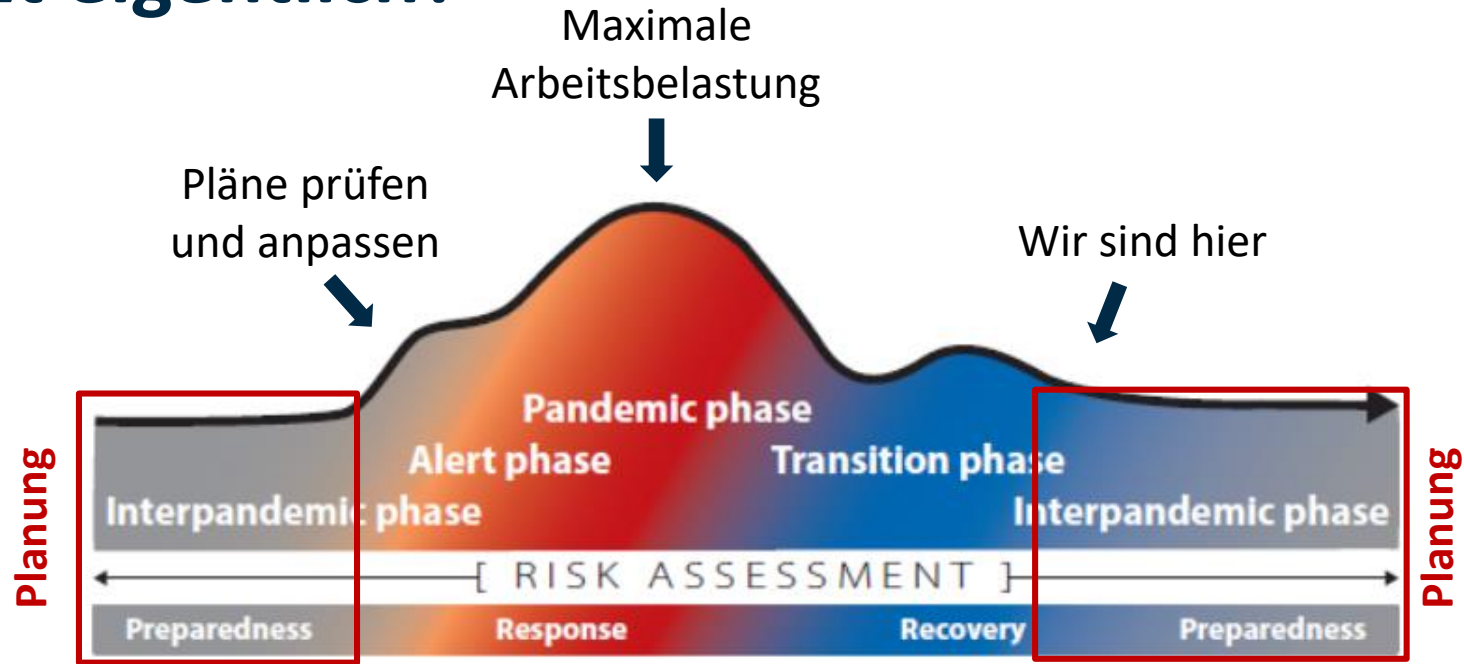 Maximale
Arbeitsbelastung
Pläne prüfen
und anpassen
Wir sind hier
Planung
Pandemic phase
Alert phase
Transition phase
Interpandemic phase
Interpandemic phase
Planung
[ RISK ASSESSMENT ]
Preparedness
Response
Recovery
Preparedness